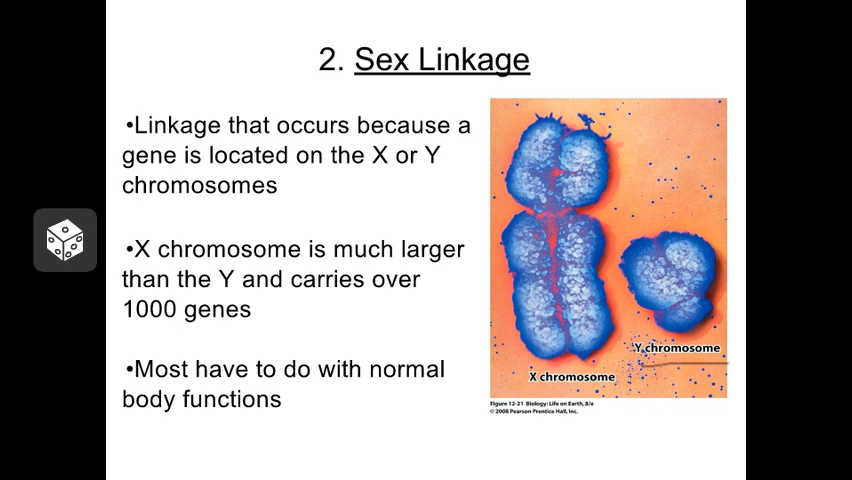 2. Sex Linkage
•Linkage that occurs because a
gene is located on the X or Y
chromosomes
•X chromosome is much larger
than the Y and carries over
1000 genes
•Most have to do with normal
body functions
Y chromosome
X chromosome
Figure 12-21 Biology: Life on Earth, 8/e
© 2008 Pearson Prentice Hall, Inc.